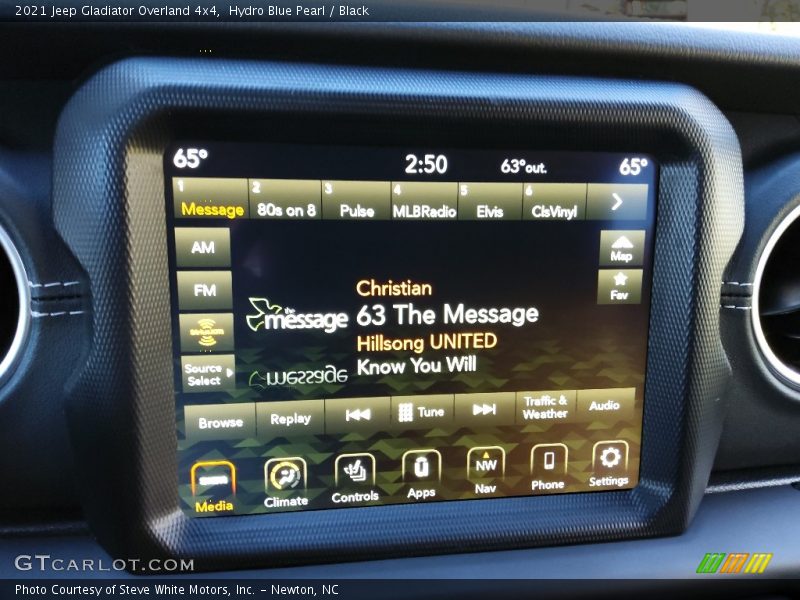 2021 Jeep Gladiator Overland 4x4,  Hydro Blue Pearl / Black
65° 2:50 63°out. 65°
1 Message 2 80s on 8 3 Pulse 4 MLBRadio 5 Elvis 6 ClsVinyl
AM
Map
FM
Fav
Christian
the message 63 The Message
Hillsong UNITED
Know You Will
SiriusXM
Source Select
message
Browse Replay Tune Traffic & Weather Audio
Media Climate Controls Apps NW Nav Phone Settings
GTCARLOT.COM
Photo Courtesy of Steve White Motors, Inc. – Newton, NC